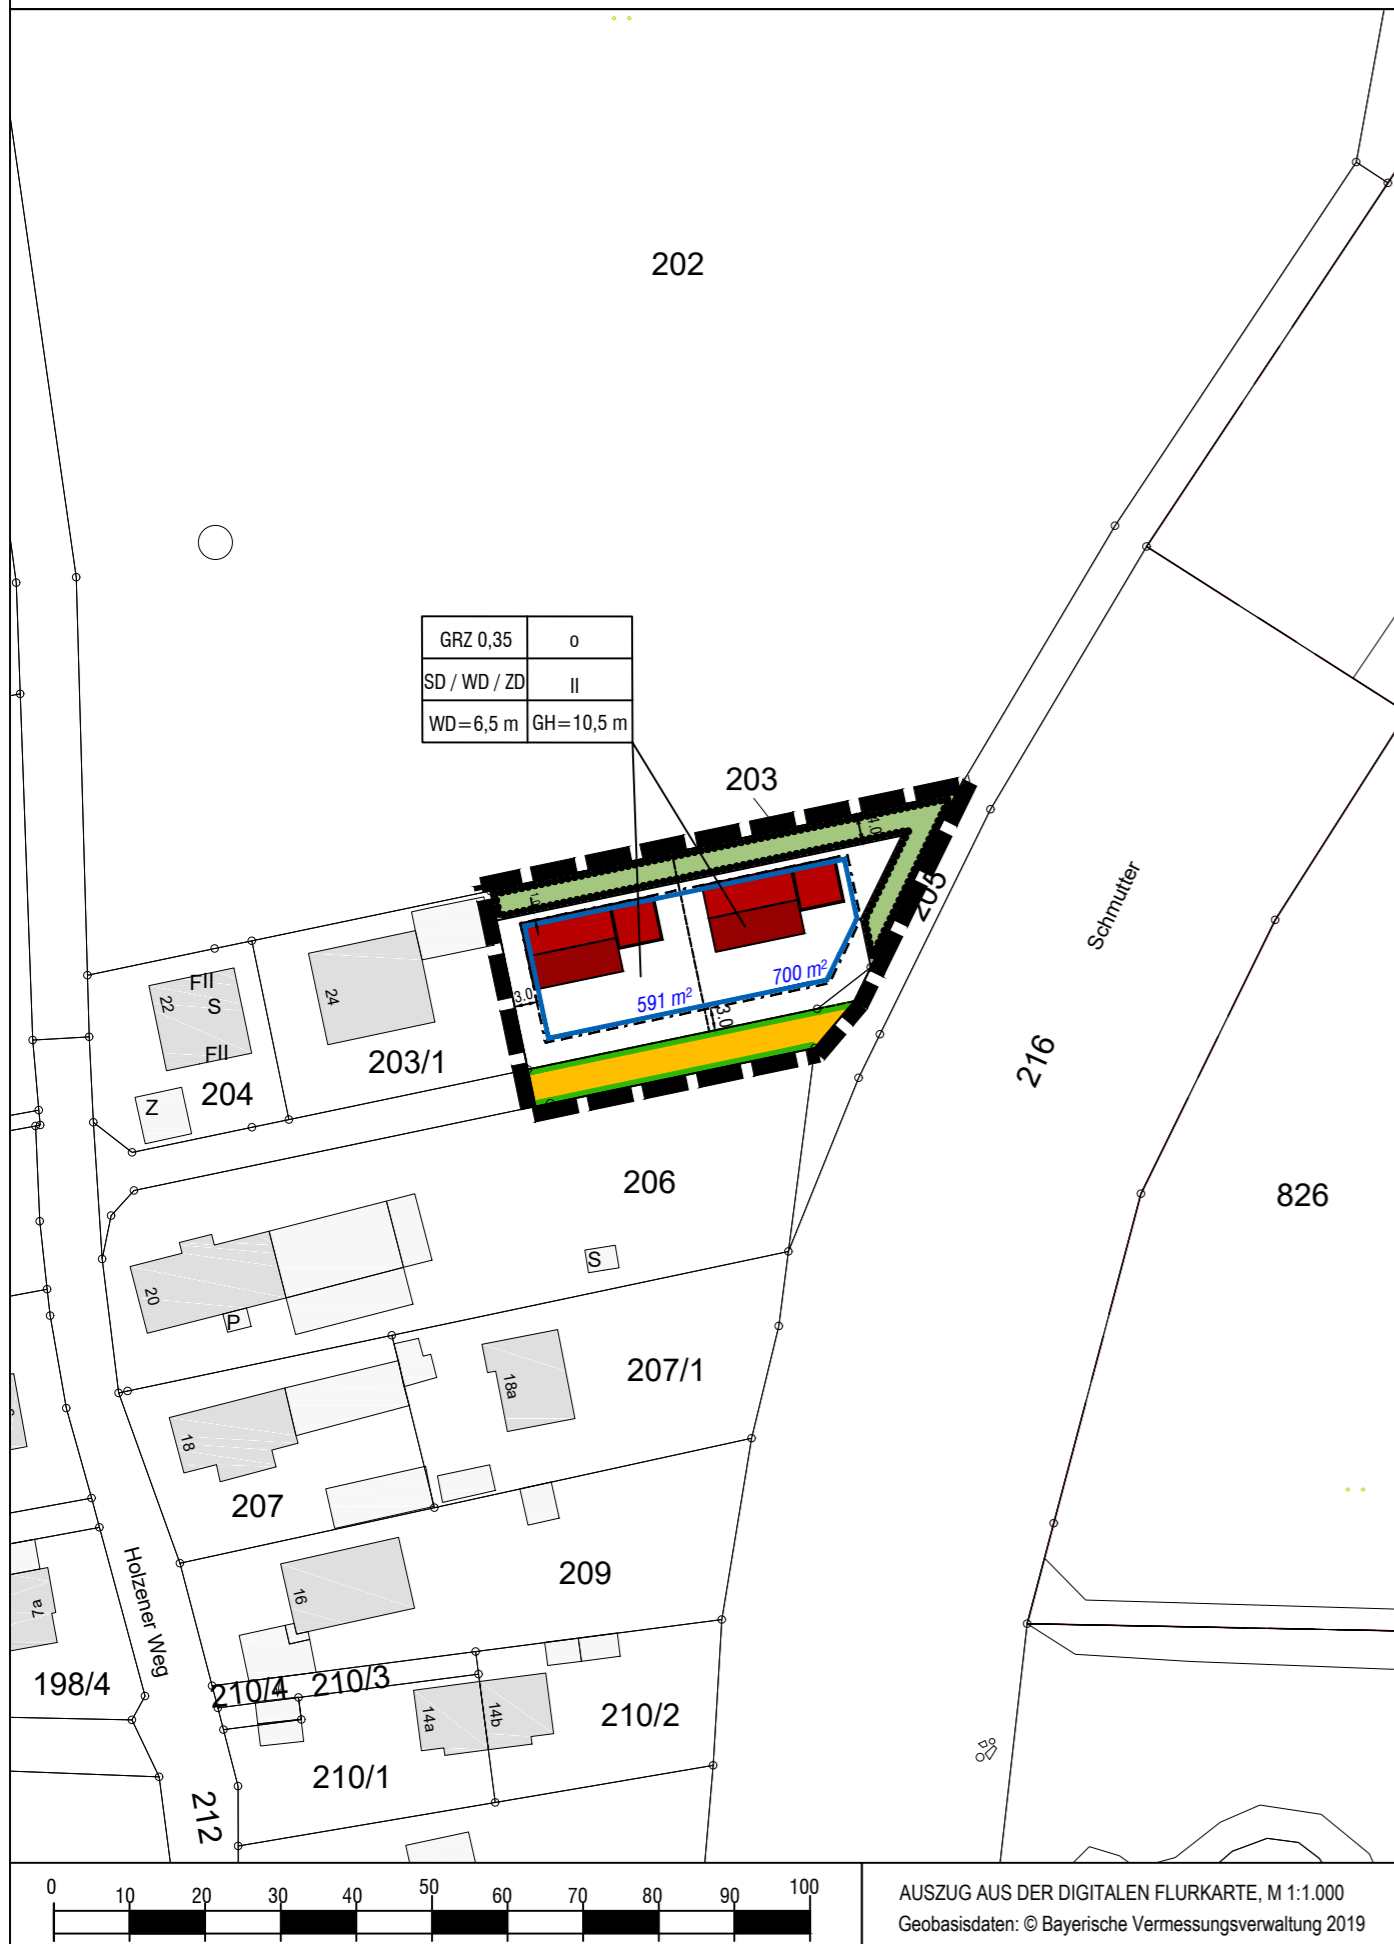 202
GRZ 0,35 o
SD / WD / ZD II
WD=6,5 m GH=10,5 m
203
4.0
205
Schmutter
1.0
700 m²
591 m²
3.0
3.0
24
FII
22
S
FII
203/1
204
Z
216
206
826
S
20
P
207/1
18a
18
207
209
16
Holzener Weg
7a
198/4
210/4
210/3
14a
14b
210/2
210/1
212
0 10 20 30 40 50 60 70 80 90 100
AUSZUG AUS DER DIGITALEN FLURKARTE, M 1:1.000
Geobasisdaten: © Bayerische Vermessungsverwaltung 2019